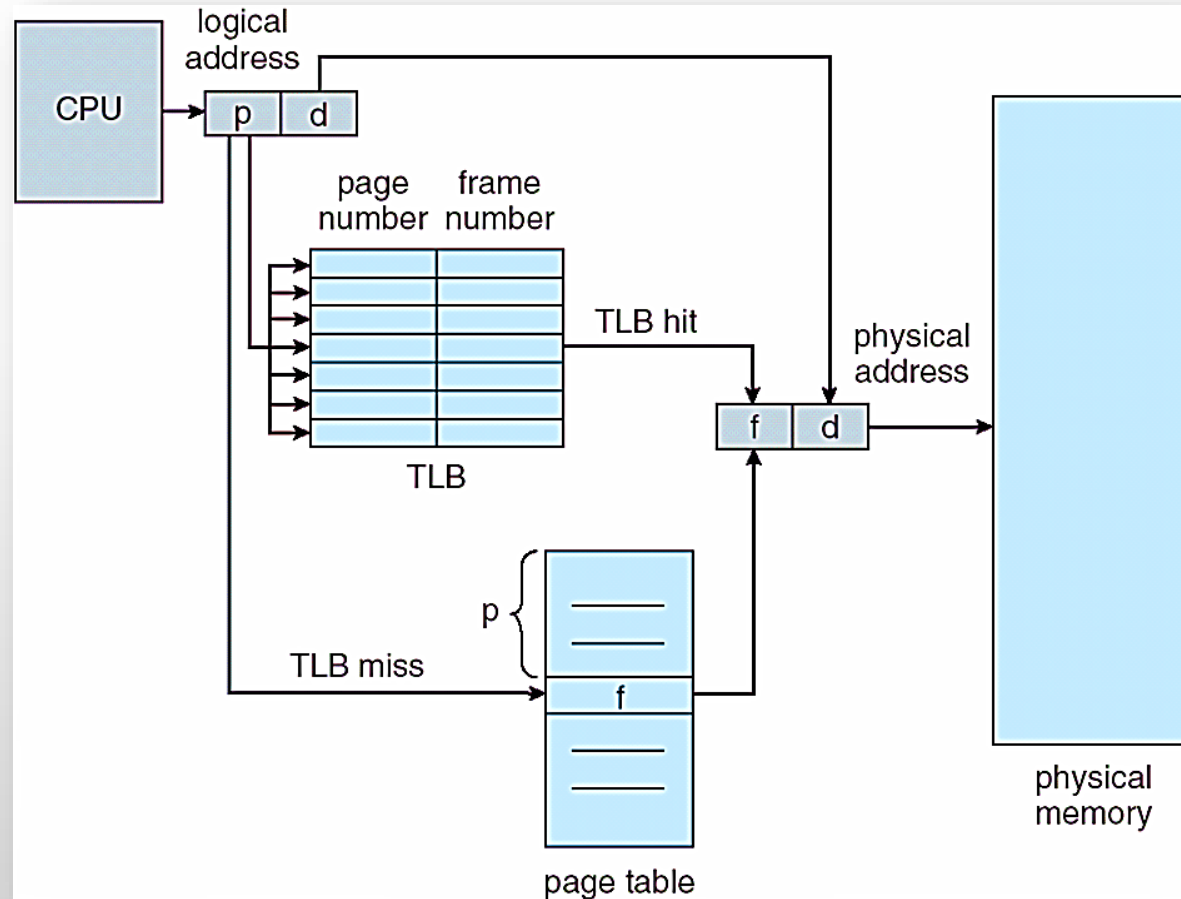 logical
address
CPU
p
d
page
number
frame
number
TLB hit
physical
address
f
d
TLB
p
TLB miss
f
physical
memory
page table